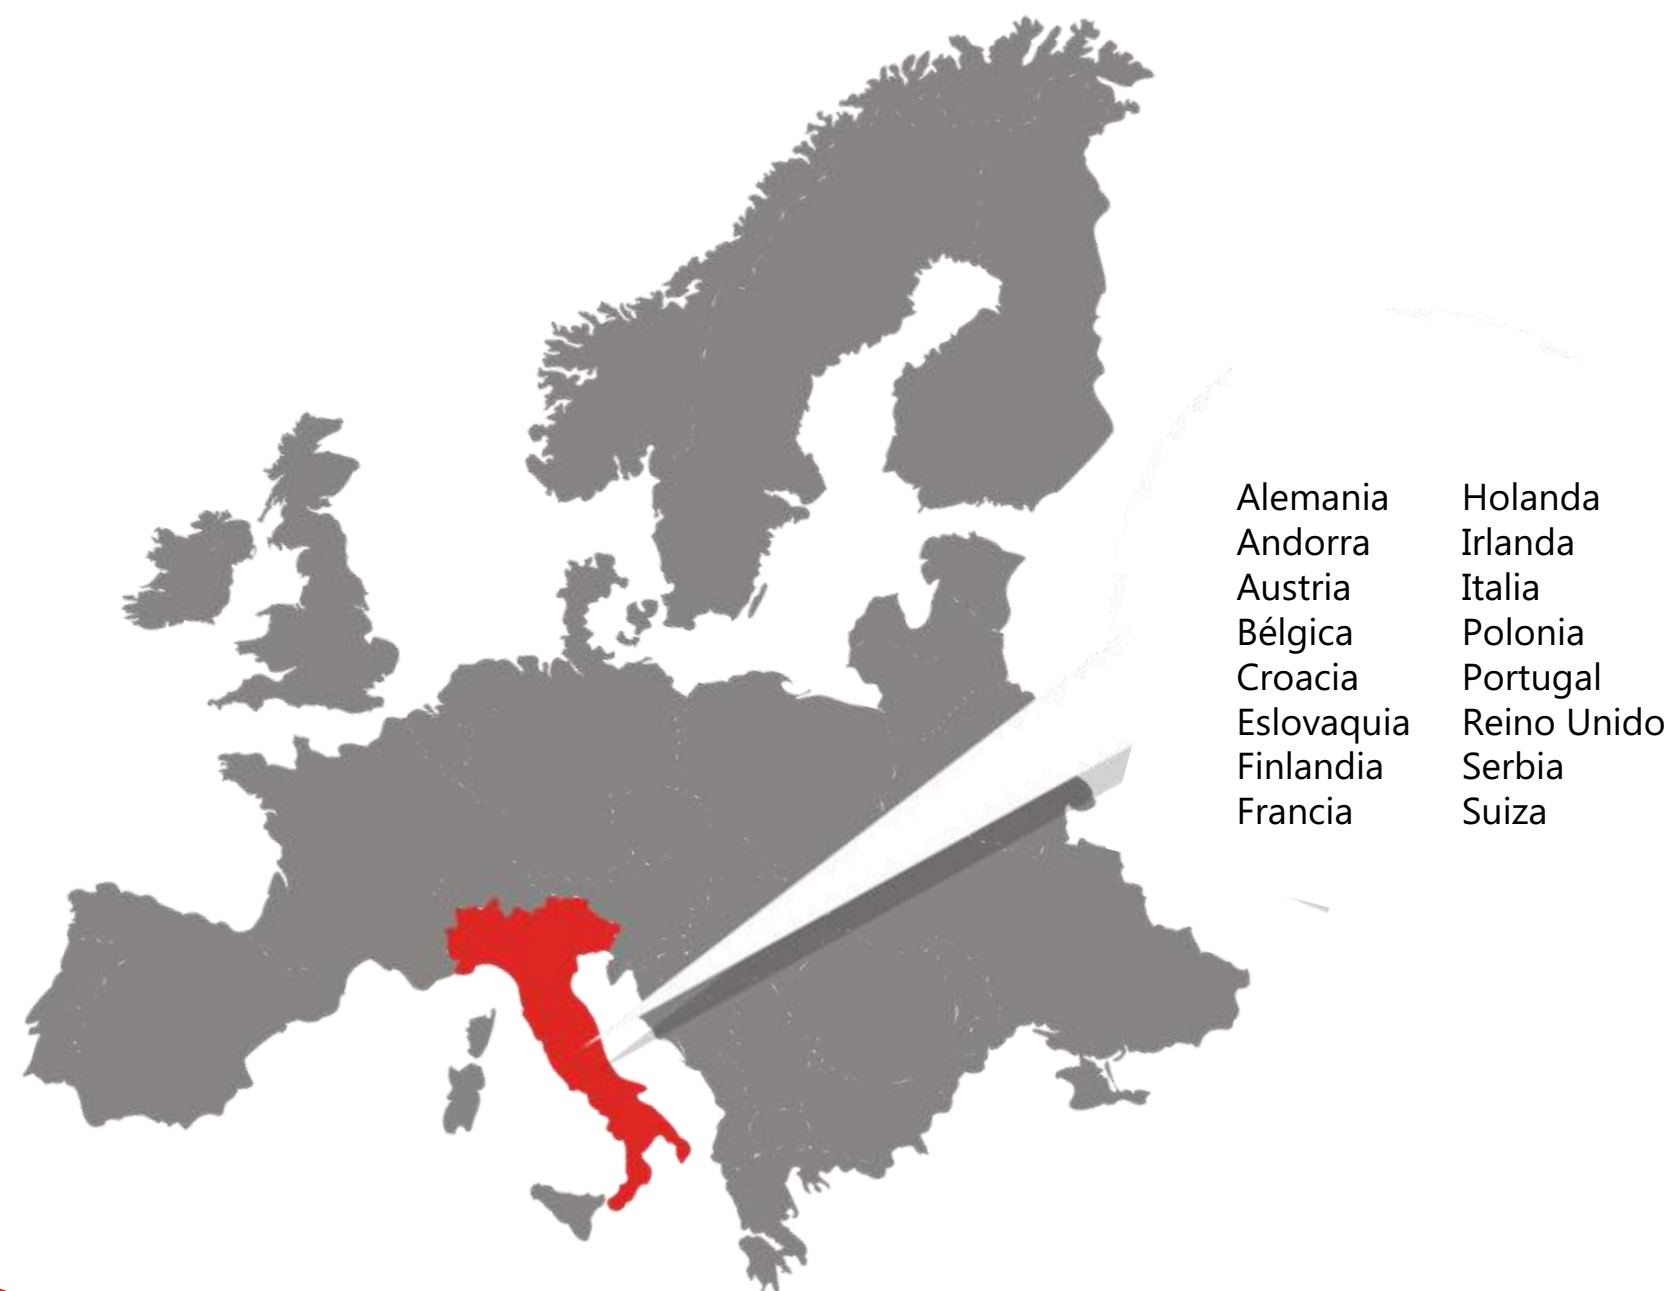 Alemania
Andorra
Austria
Bélgica
Croacia
Eslovaquia
Finlandia
Francia
Holanda
Irlanda
Italia
Polonia
Portugal
Reino Unido
Serbia
Suiza